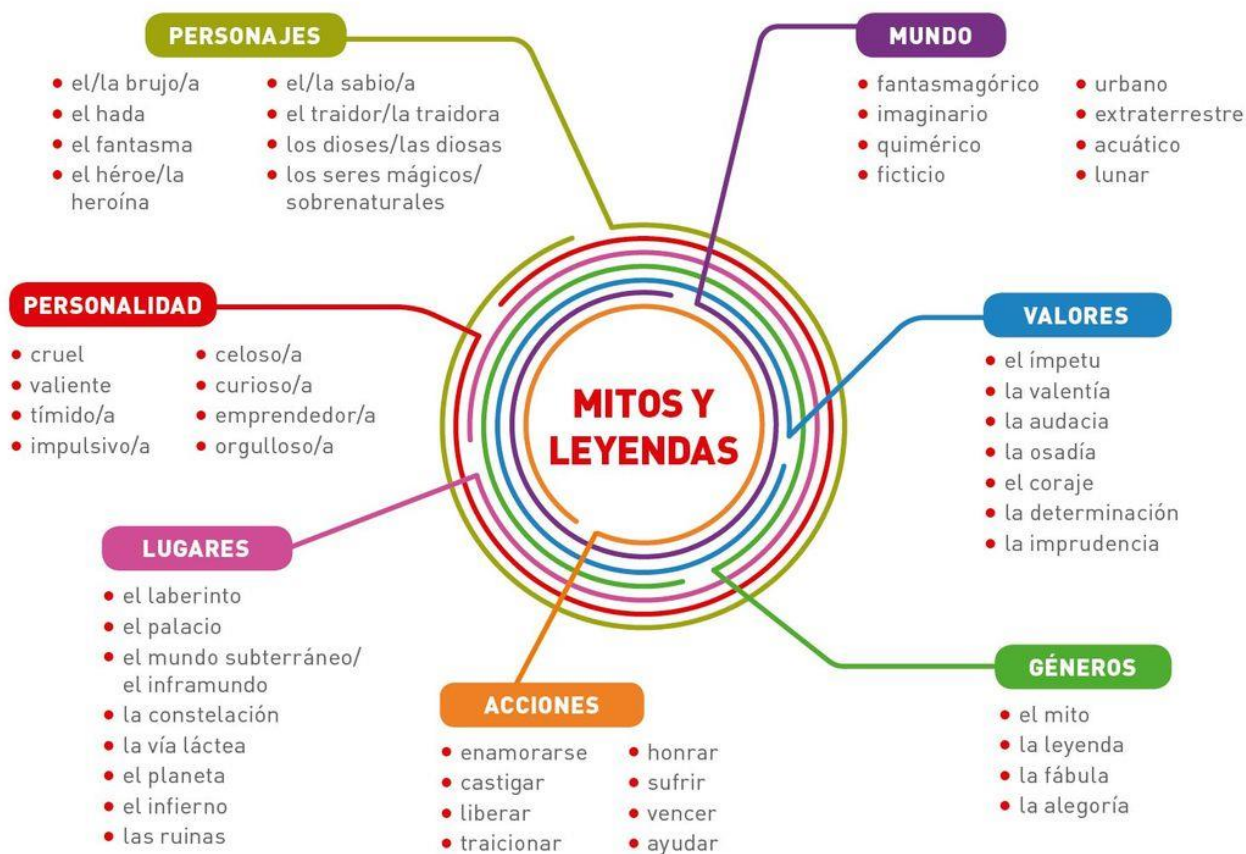 PERSONAJES
el/la brujo/a
el hada
el fantasma
el héroe/la
heroína
el/la sabio/a
el traidor/la traidora
los dioses/las diosas
los seres mágicos/
sobrenaturales
MUNDO
fantasmagórico
imaginario
quimérico
ficticio
urbano
extraterrestre
acuático
lunar
PERSONALIDAD
cruel
valiente
tímido/a
impulsivo/a
celoso/a
curioso/a
emprendedor/a
orgulloso/a
MITOS Y
LEYENDAS
VALORES
el ímpetu
la valentía
la audacia
la osadía
el coraje
la determinación
la imprudencia
LUGARES
el laberinto
el palacio
el mundo subterráneo/
el inframundo
la constelación
la vía láctea
el planeta
el infierno
las ruinas
ACCIONES
enamorarse
castigar
liberar
traicionar
honrar
sufrir
vencer
ayudar
GÉNEROS
el mito
la leyenda
la fábula
la alegoría